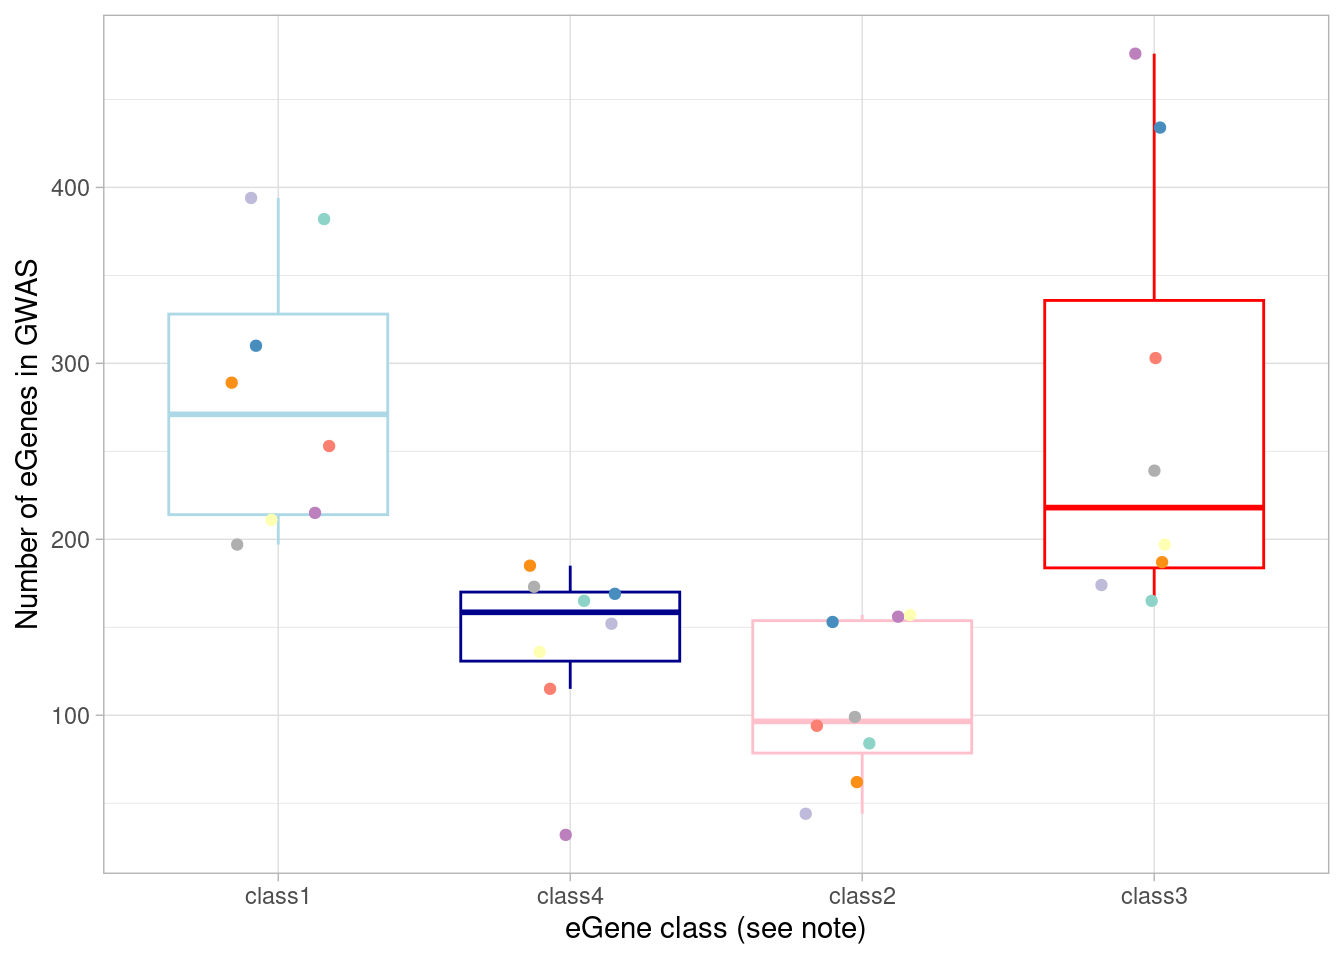 Number of eGenes in GWAS
400
300
200
100
class1
class4
class2
class3
eGene class (see note)